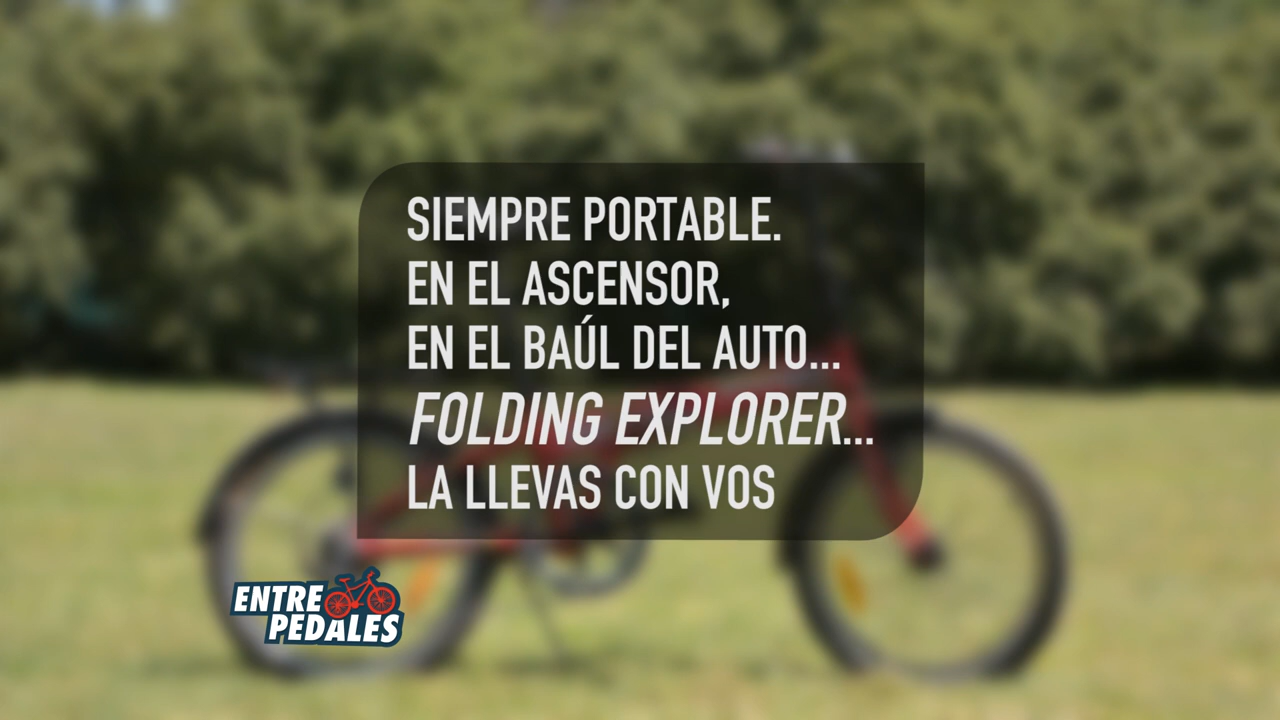 SIEMPRE PORTABLE.
EN EL ASCENSOR,
EN EL BAÚL DEL AUTO...
FOLDING EXPLORER...
LA LLEVAS CON VOS
ENTRE
PEDALES